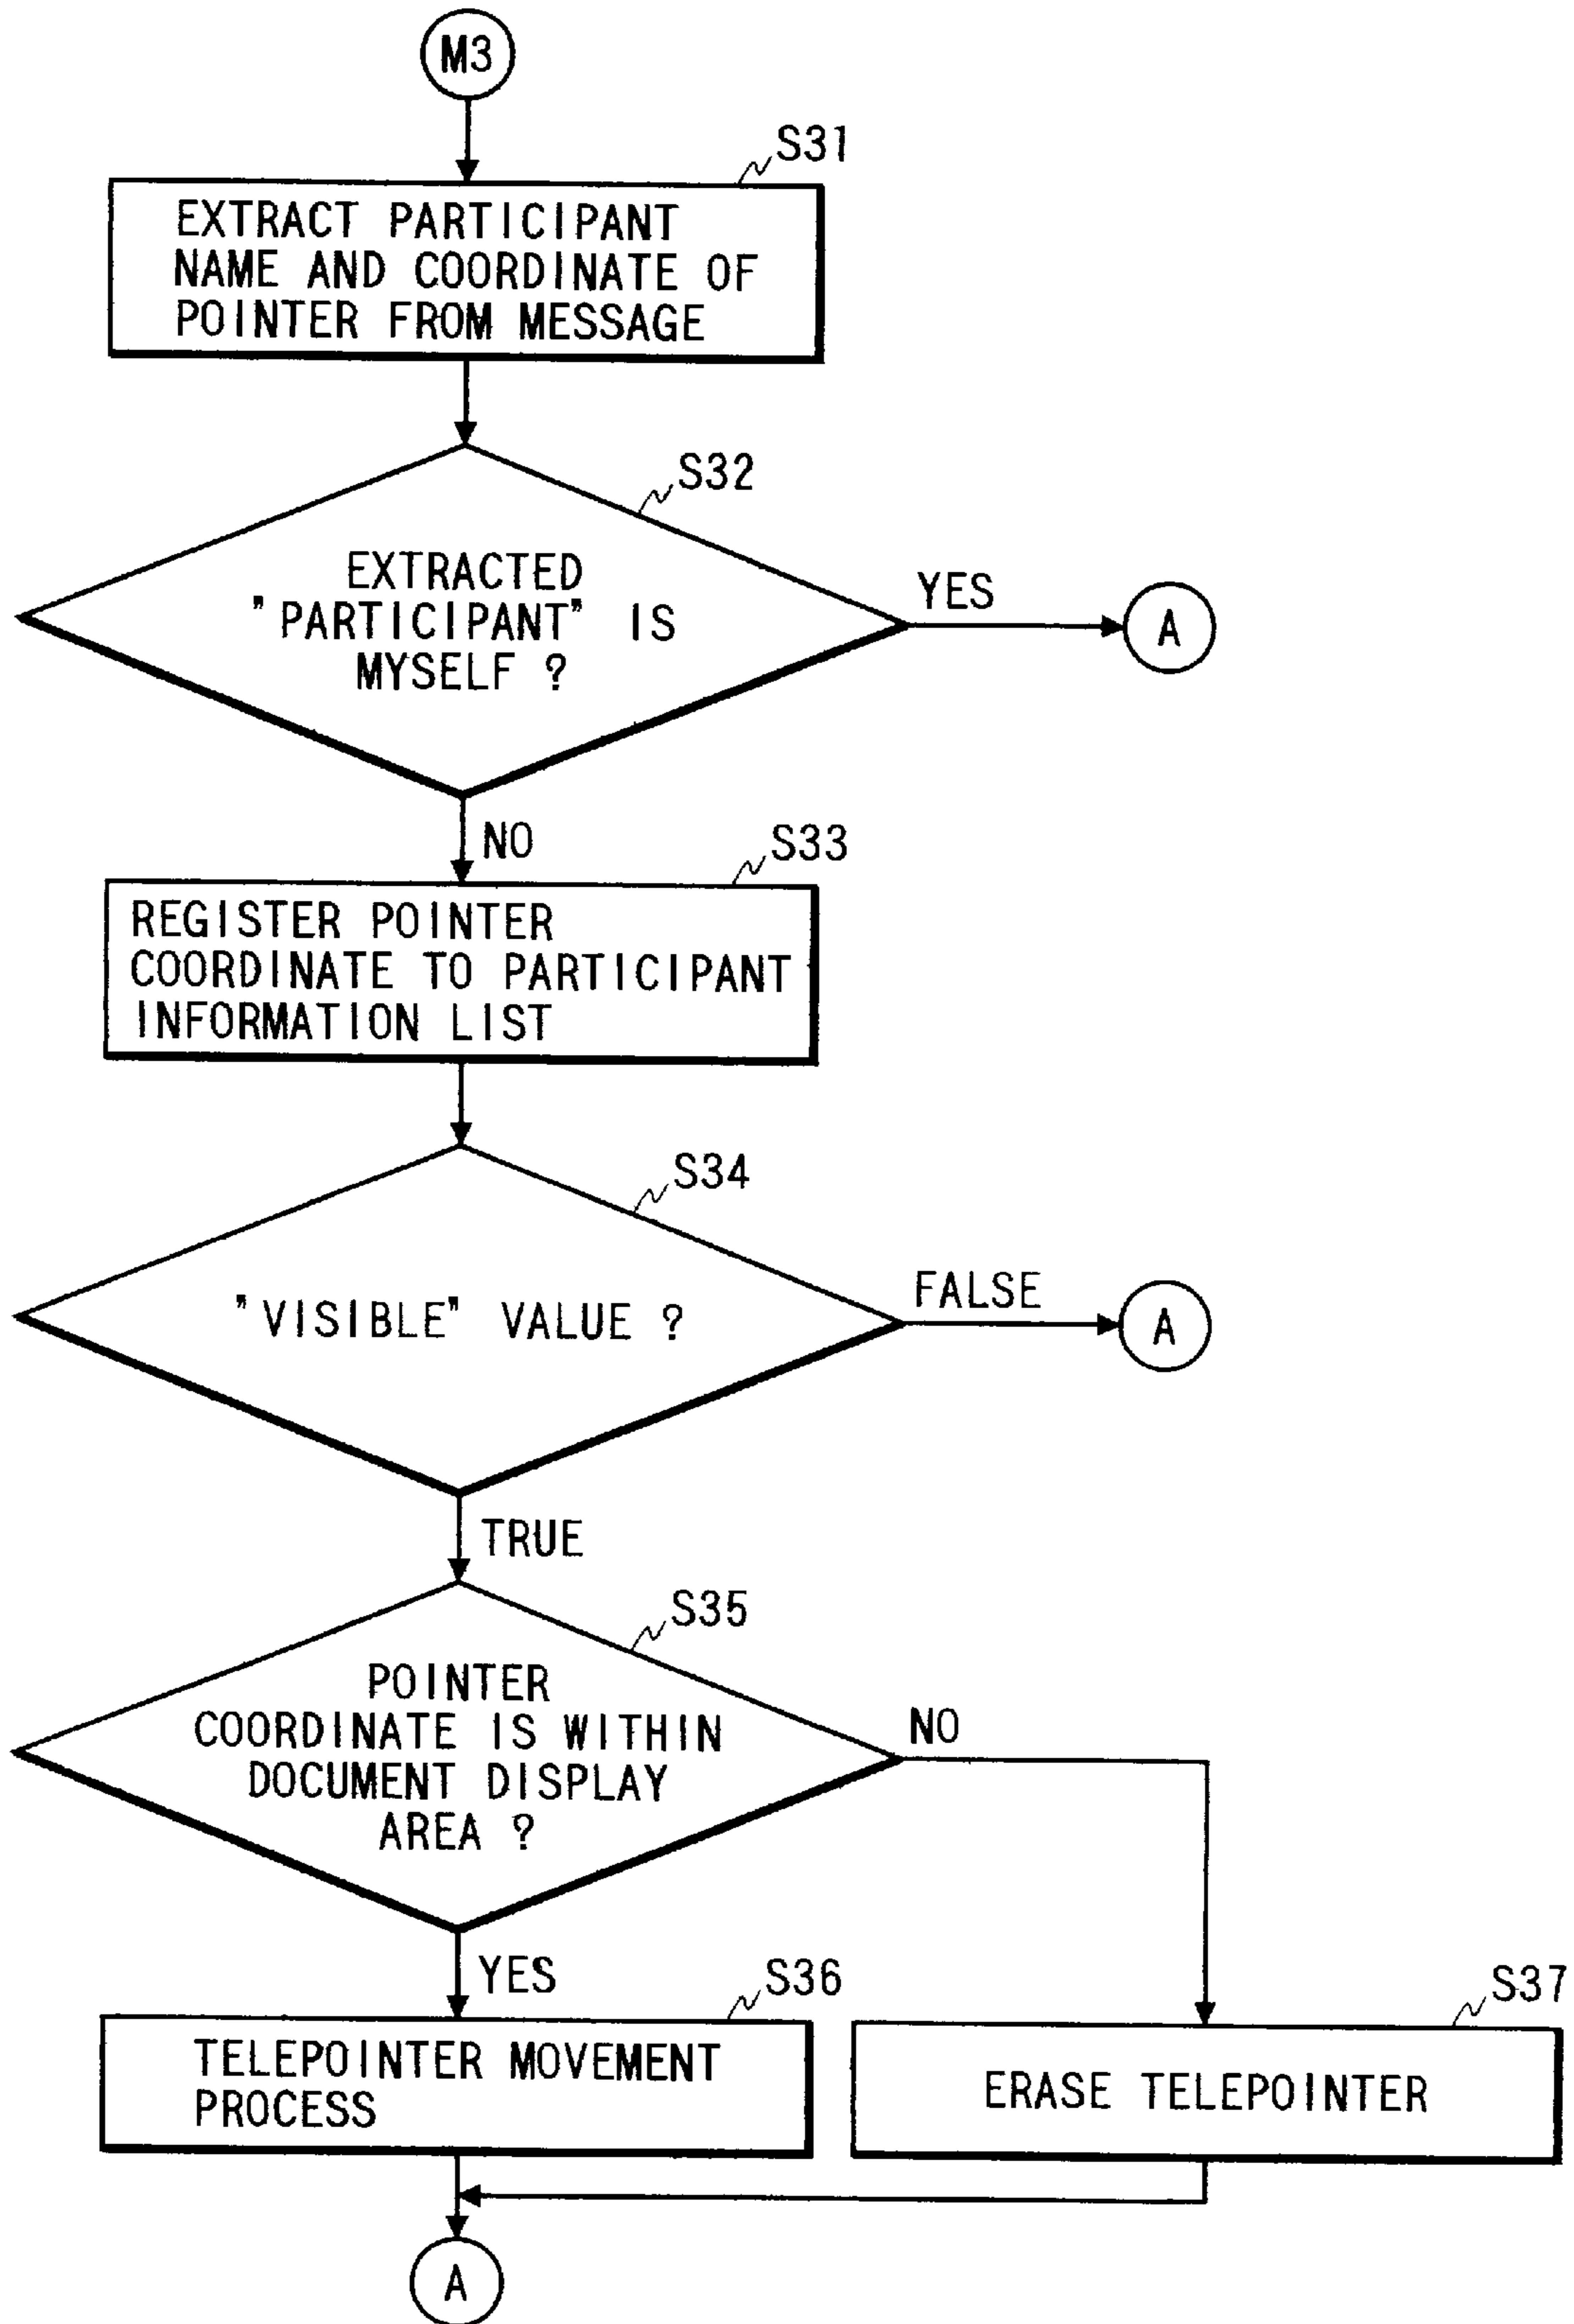 M3
S31
EXTRACT PARTICIPANT
NAME AND COORDINATE OF
POINTER FROM MESSAGE
S32
EXTRACTED
"PARTICIPANT" IS
MYSELF ?
YES
A
NO
S33
REGISTER POINTER
COORDINATE TO PARTICIPANT
INFORMATION LIST
S34
"VISIBLE" VALUE ?
FALSE
A
TRUE
S35
POINTER
COORDINATE IS WITHIN
DOCUMENT DISPLAY
AREA ?
NO
YES
S36
TELEPOINTER MOVEMENT
PROCESS
S37
ERASE TELEPOINTER
A